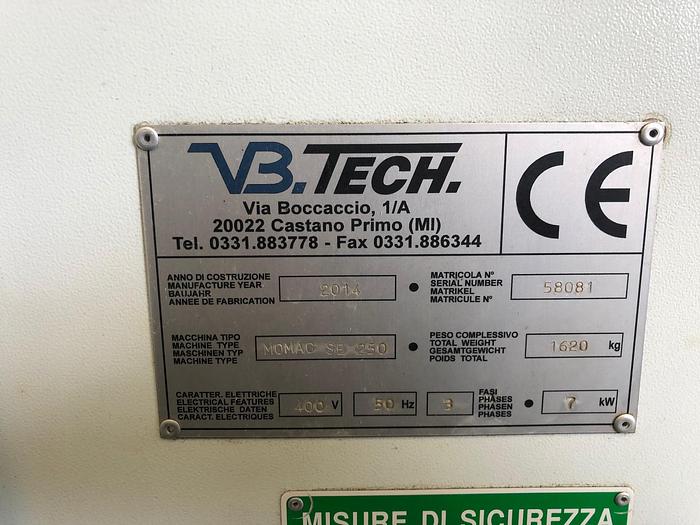 VB.TECH.
CE
Via Boccaccio, 1/A
20022 Castano Primo (MI)
Tel. 0331.883778 - Fax 0331.886344
ANNO DI COSTRUZIONE
MANUFACTURE YEAR
BAUJAHR
ANNEE DE FABRICATION
2014
MATRICOLA N°
SERIAL NUMBER
MATRIKEL
MATRICULE N°
58081
MACCHINA TIPO
MACHINE TYPE
MASCHINEN TYP
MACHINE TYPE
MOMAC SF 250
PESO COMPLESSIVO
TOTAL WEIGHT
GESAMTGEWICHT
POIDS TOTAL
1620 kg
CARATTER. ELETTRICHE
ELECTRICAL FEATURES
ELEKTRISCHE DATEN
CARACT. ELECTRIQUES
400 V
50 Hz
3
FASI
PHASES
PHASEN
PHASES
7 kW
MISURE DI SICUREZZA